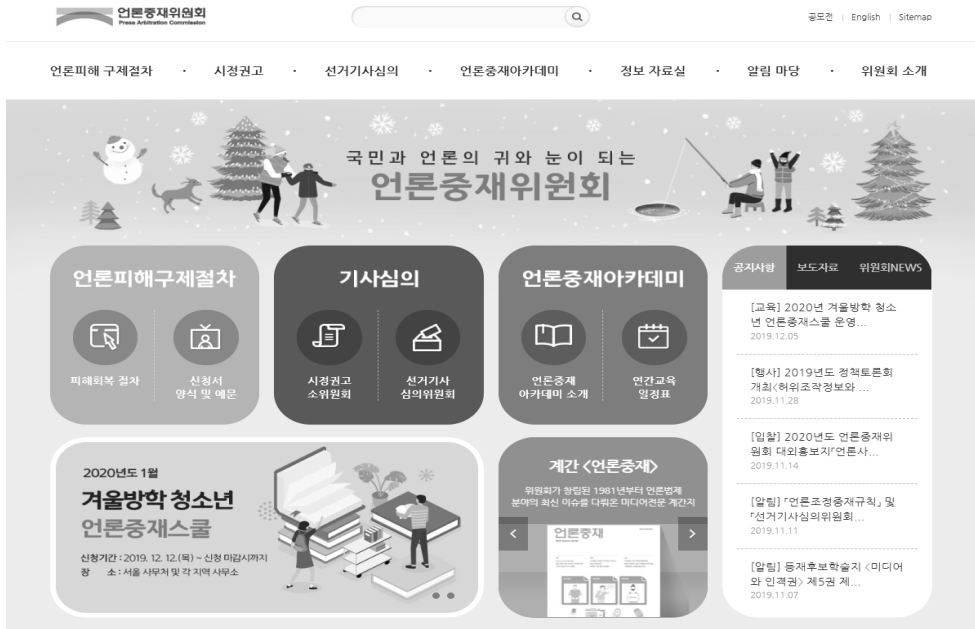 언론중재위원회
Press Arbitration Commission
공모전 | English | Sitemap
언론피해 구제절차 · 시정권고 · 선거기사심의 · 언론중재아카데미 · 정보 자료실 · 알림 마당 · 위원회 소개
국민과 언론의 귀와 눈이 되는
언론중재위원회
언론피해구제절차
피해회복 절차
신청서
양식 및 예문
기사심의
시정권고
소위원회
선거기사
심의위원회
언론중재아카데미
언론중재
아카데미 소개
연간교육
일정표
공지사항 보도자료 위원회NEWS
[교육] 2020년 겨울방학 청소
년 언론중재스쿨 운영...
2019.12.05
[행사] 2019년도 정책토론회
개최<허위조작정보와 ...
2019.11.28
[입찰] 2020년도 언론중재위
원회 대외홍보지「언론사...
2019.11.14
[알림] 「언론조정중재규칙」 및
「선거기사심의위원회...
2019.11.11
[알림] 등재후보학술지 <미디어
와 인격권> 제5권 제...
2019.11.07
2020년도 1월
겨울방학 청소년
언론중재스쿨
신청기간 : 2019. 12. 12.(목) ~ 신청 마감시까지
장 소 : 서울 사무처 및 각 지역 사무소
계간 <언론중재>
위원회가 창립된 1981년부터 언론법제
분야의 최신 이슈를 다뤄온 미디어전문 계간지
언론중재